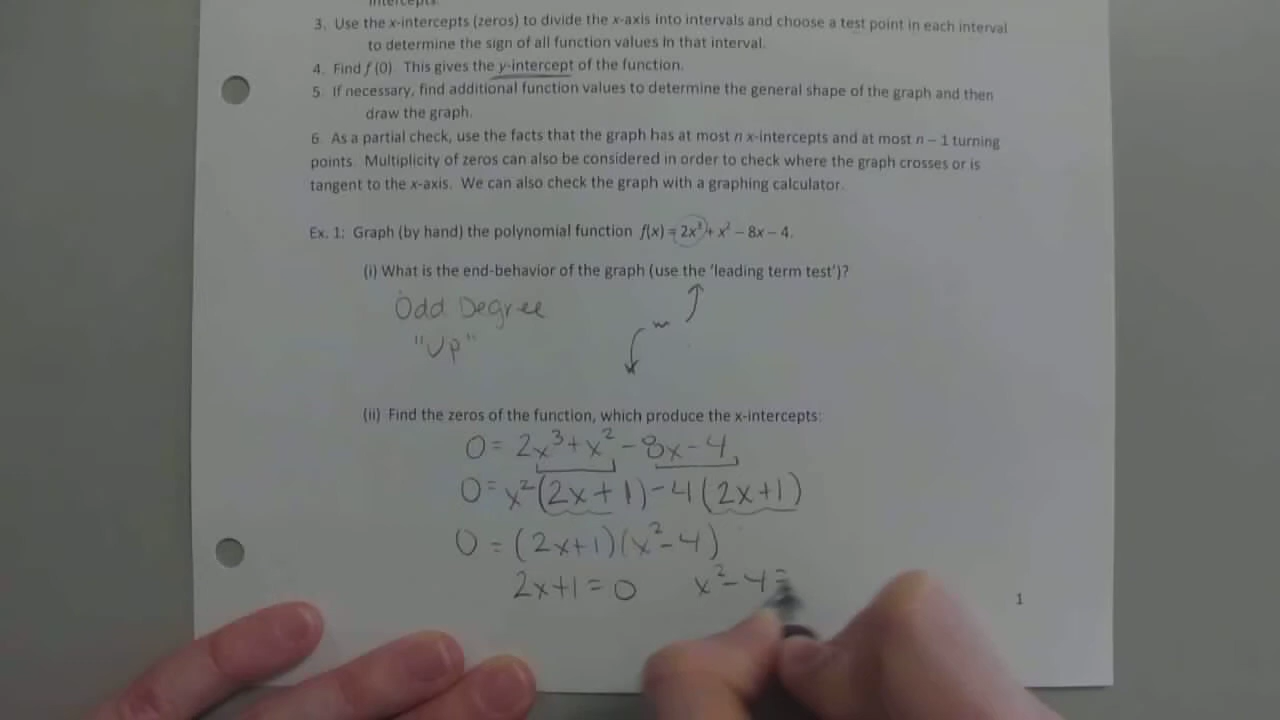 intercepts.
3. Use the x-intercepts (zeros) to divide the x-axis into intervals and choose a test point in each interval
to determine the sign of all function values in that interval.
4. Find f (0). This gives the y-intercept of the function.
5. If necessary, find additional function values to determine the general shape of the graph and then
draw the graph.
6. As a partial check, use the facts that the graph has at most n x-intercepts and at most n – 1 turning
points. Multiplicity of zeros can also be considered in order to check where the graph crosses or is
tangent to the x-axis. We can also check the graph with a graphing calculator.
Ex. 1: Graph (by hand) the polynomial function f(x) = 2x³ + x² – 8x – 4.
(i) What is the end-behavior of the graph (use the 'leading term test')?
Odd Degree
"Up"
(ii) Find the zeros of the function, which produce the x-intercepts:
0 = 2x³ + x² - 8x - 4
0 = x²(2x + 1) - 4(2x+1)
0 = (2x+1)(x² - 4)
2x+1 = 0 x² - 4 =
1